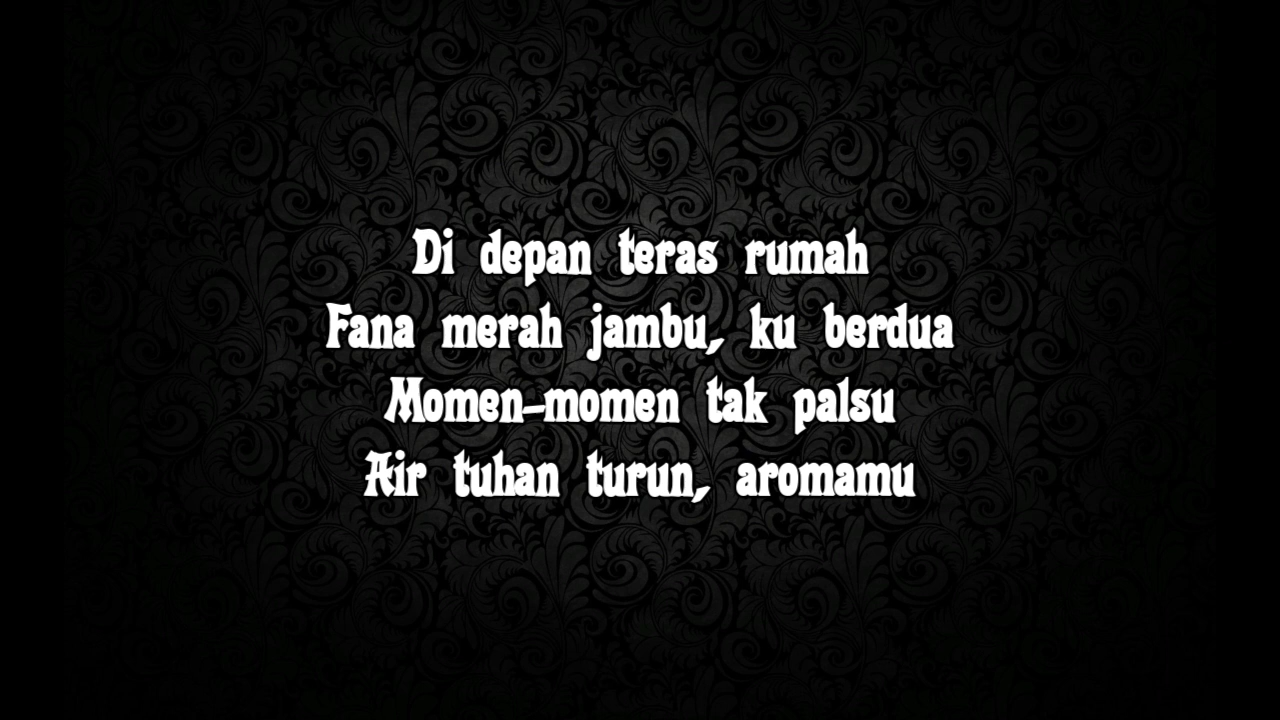 Di depan teras rumah
Fana merah jambu, ku berdua
Momen-momen tak palsu
Air tuhan turun, aromamu